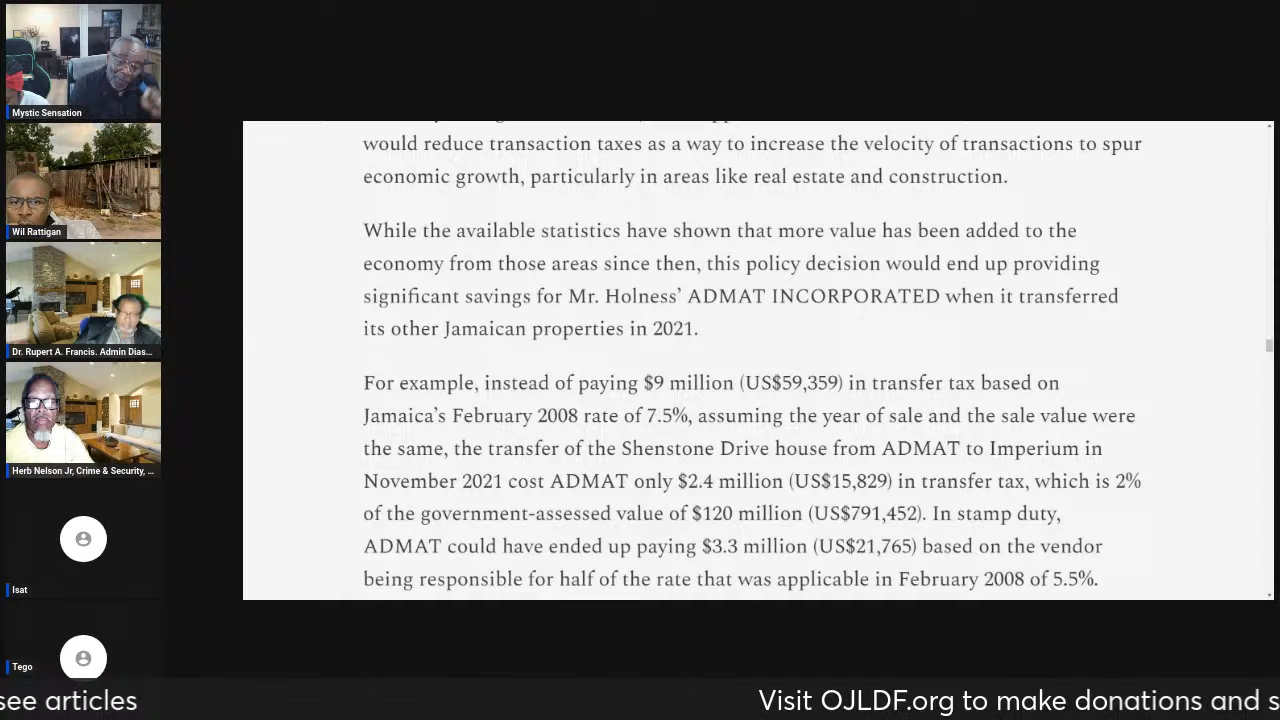 Mystic Sensation
Wil Rattigan
Dr. Rupert A. Francis. Admin Dias...
Herb Nelson Jr, Crime & Security, ...
Isat
Tego
would reduce transaction taxes as a way to increase the velocity of transactions to spur
economic growth, particularly in areas like real estate and construction.
While the available statistics have shown that more value has been added to the
economy from those areas since then, this policy decision would end up providing
significant savings for Mr. Holness’ ADMAT INCORPORATED when it transferred
its other Jamaican properties in 2021.
For example, instead of paying $9 million (US$59,359) in transfer tax based on
Jamaica’s February 2008 rate of 7.5%, assuming the year of sale and the sale value were
the same, the transfer of the Shenstone Drive house from ADMAT to Imperium in
November 2021 cost ADMAT only $2.4 million (US$15,829) in transfer tax, which is 2%
of the government-assessed value of $120 million (US$791,452). In stamp duty,
ADMAT could have ended up paying $3.3 million (US$21,765) based on the vendor
being responsible for half of the rate that was applicable in February 2008 of 5.5%.
see articles
Visit OJLDF.org to make donations and s